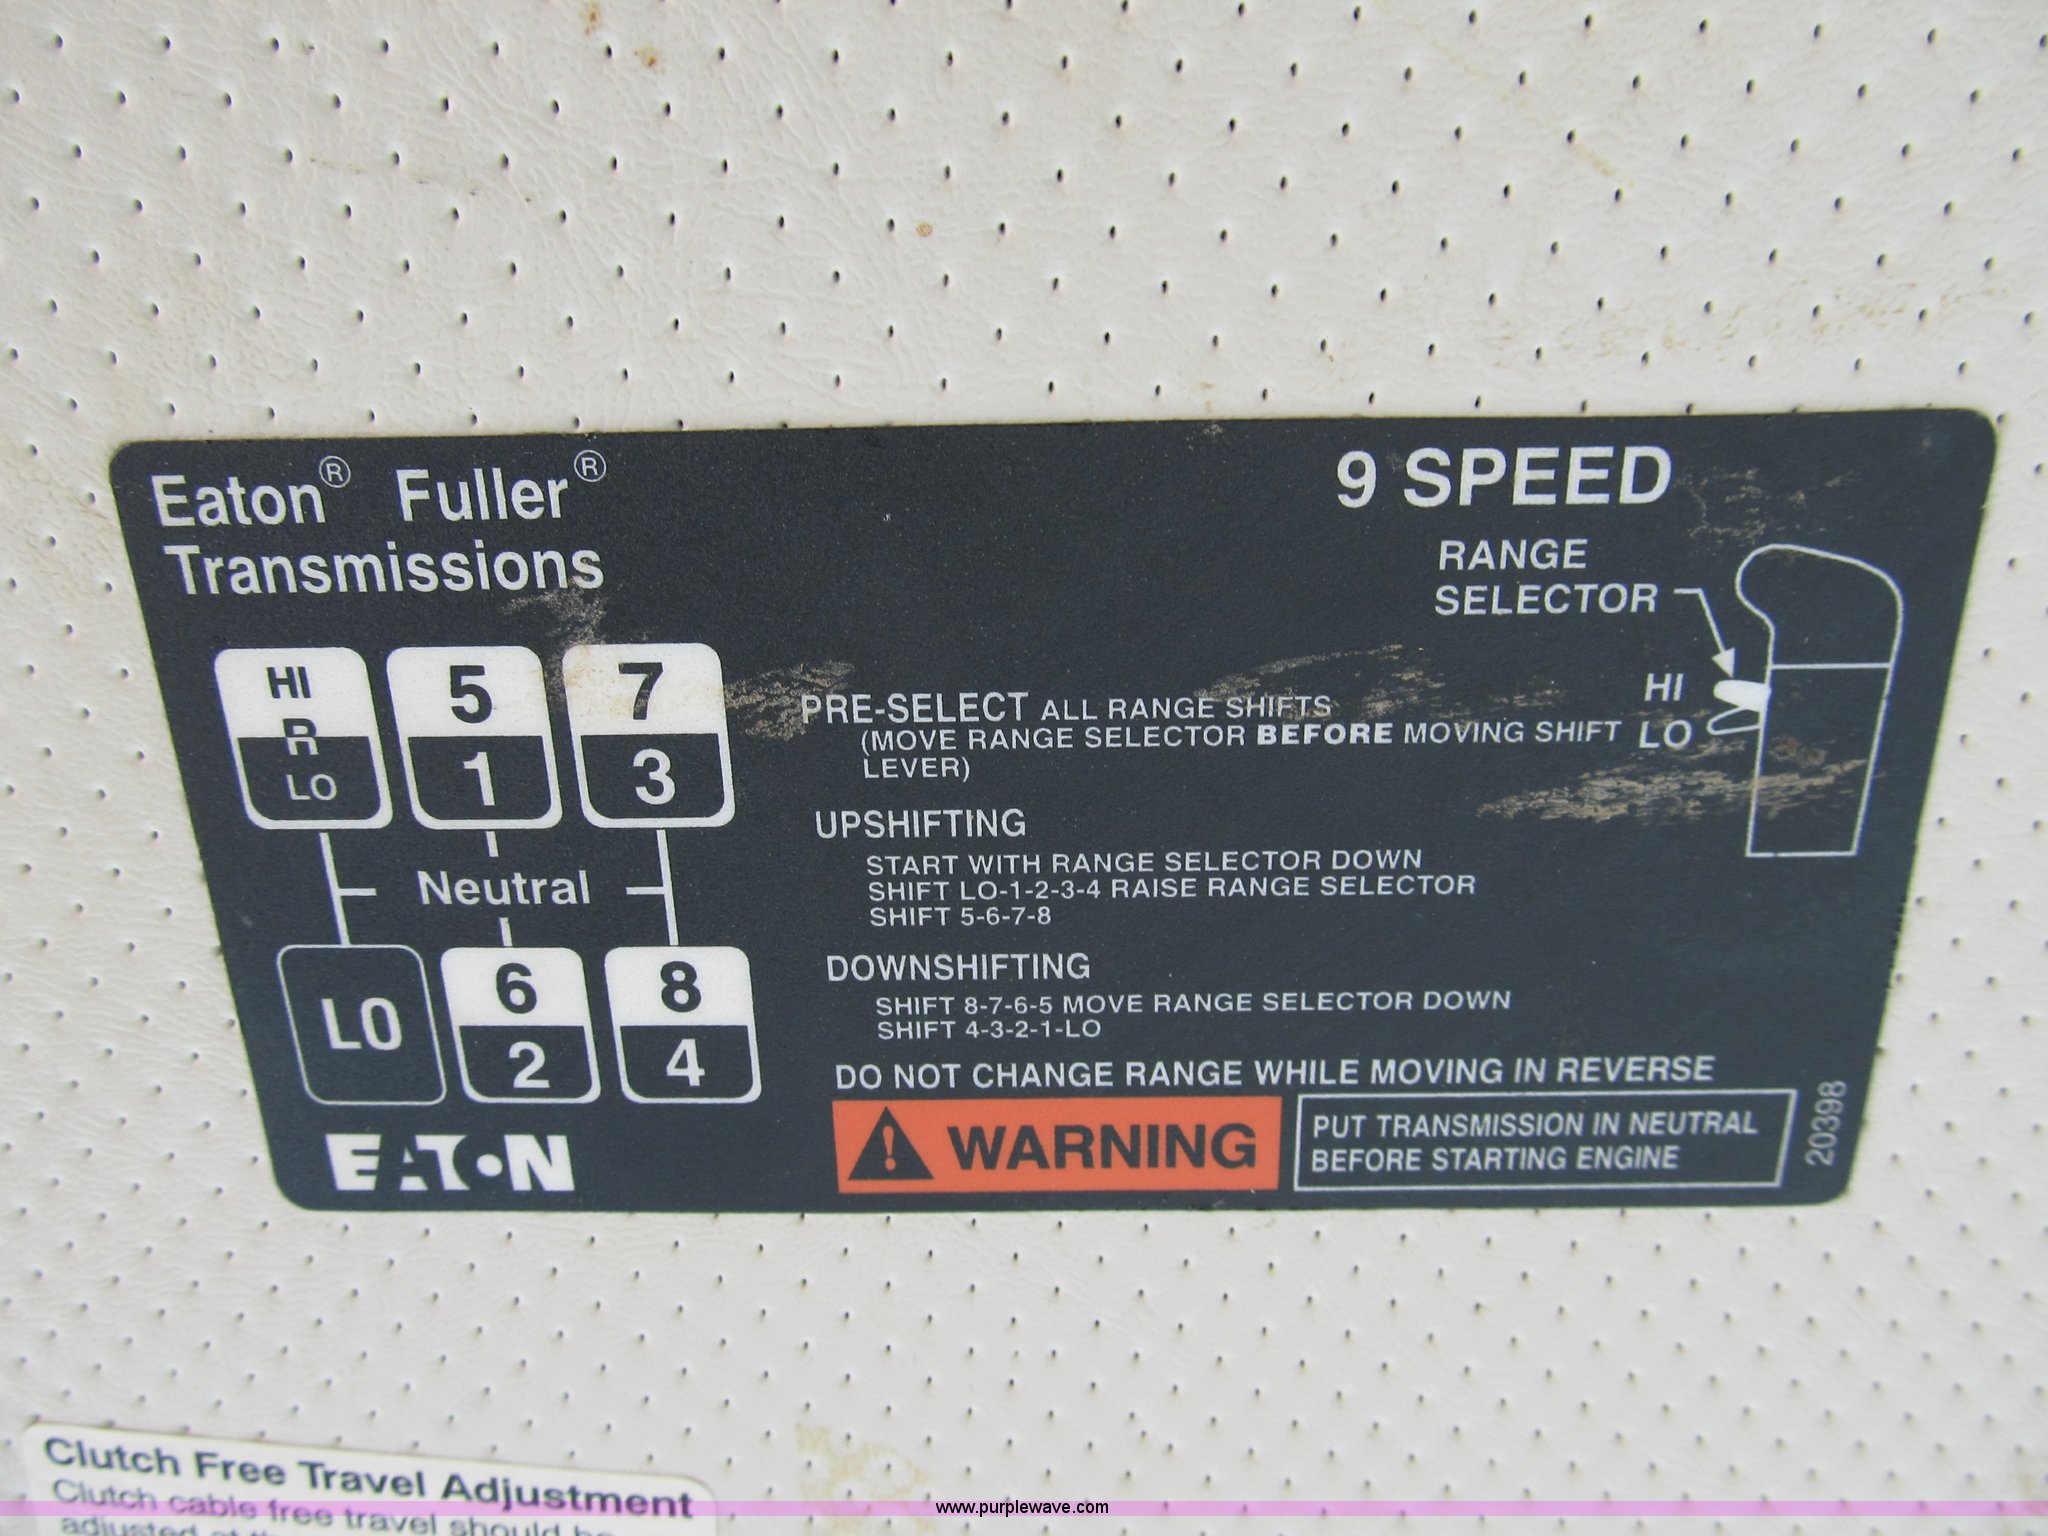 Eaton® Fuller®
Transmissions
9 SPEED
RANGE
SELECTOR
HI
LO
HI
R
LO
5
1
7
3
Neutral
LO
6
2
8
4
PRE-SELECT ALL RANGE SHIFTS
(MOVE RANGE SELECTOR BEFORE MOVING SHIFT
LEVER)
UPSHIFTING
START WITH RANGE SELECTOR DOWN
SHIFT LO-1-2-3-4 RAISE RANGE SELECTOR
SHIFT 5-6-7-8
DOWNSHIFTING
SHIFT 8-7-6-5 MOVE RANGE SELECTOR DOWN
SHIFT 4-3-2-1-LO
DO NOT CHANGE RANGE WHILE MOVING IN REVERSE
WARNING
PUT TRANSMISSION IN NEUTRAL
BEFORE STARTING ENGINE
20398
EATON
Clutch Free Travel Adjustment
Clutch cable free travel should be
adjusted at
www.purplewave.com